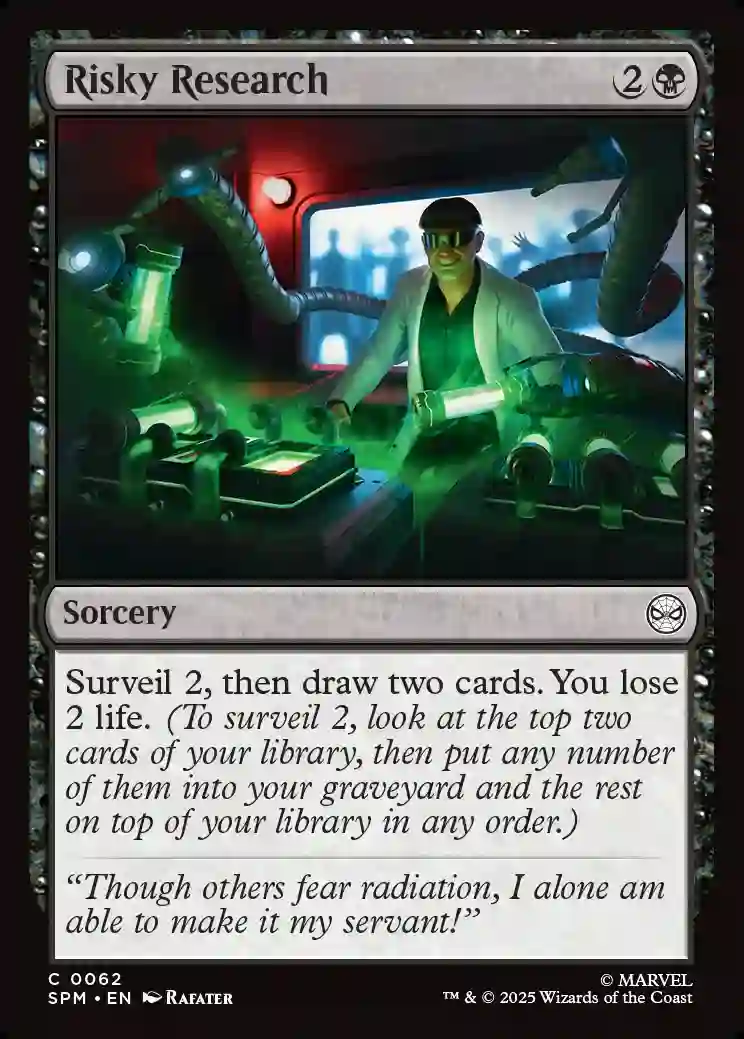 Risky Research 2
Sorcery
Surveil 2, then draw two cards. You lose
2 life. (To surveil 2, look at the top two
cards of your library, then put any number
of them into your graveyard and the rest
on top of your library in any order.)
“Though others fear radiation, I alone am
able to make it my servant!”
C 0062
SPM • EN Rafater
© MARVEL
™ & © 2025 Wizards of the Coast